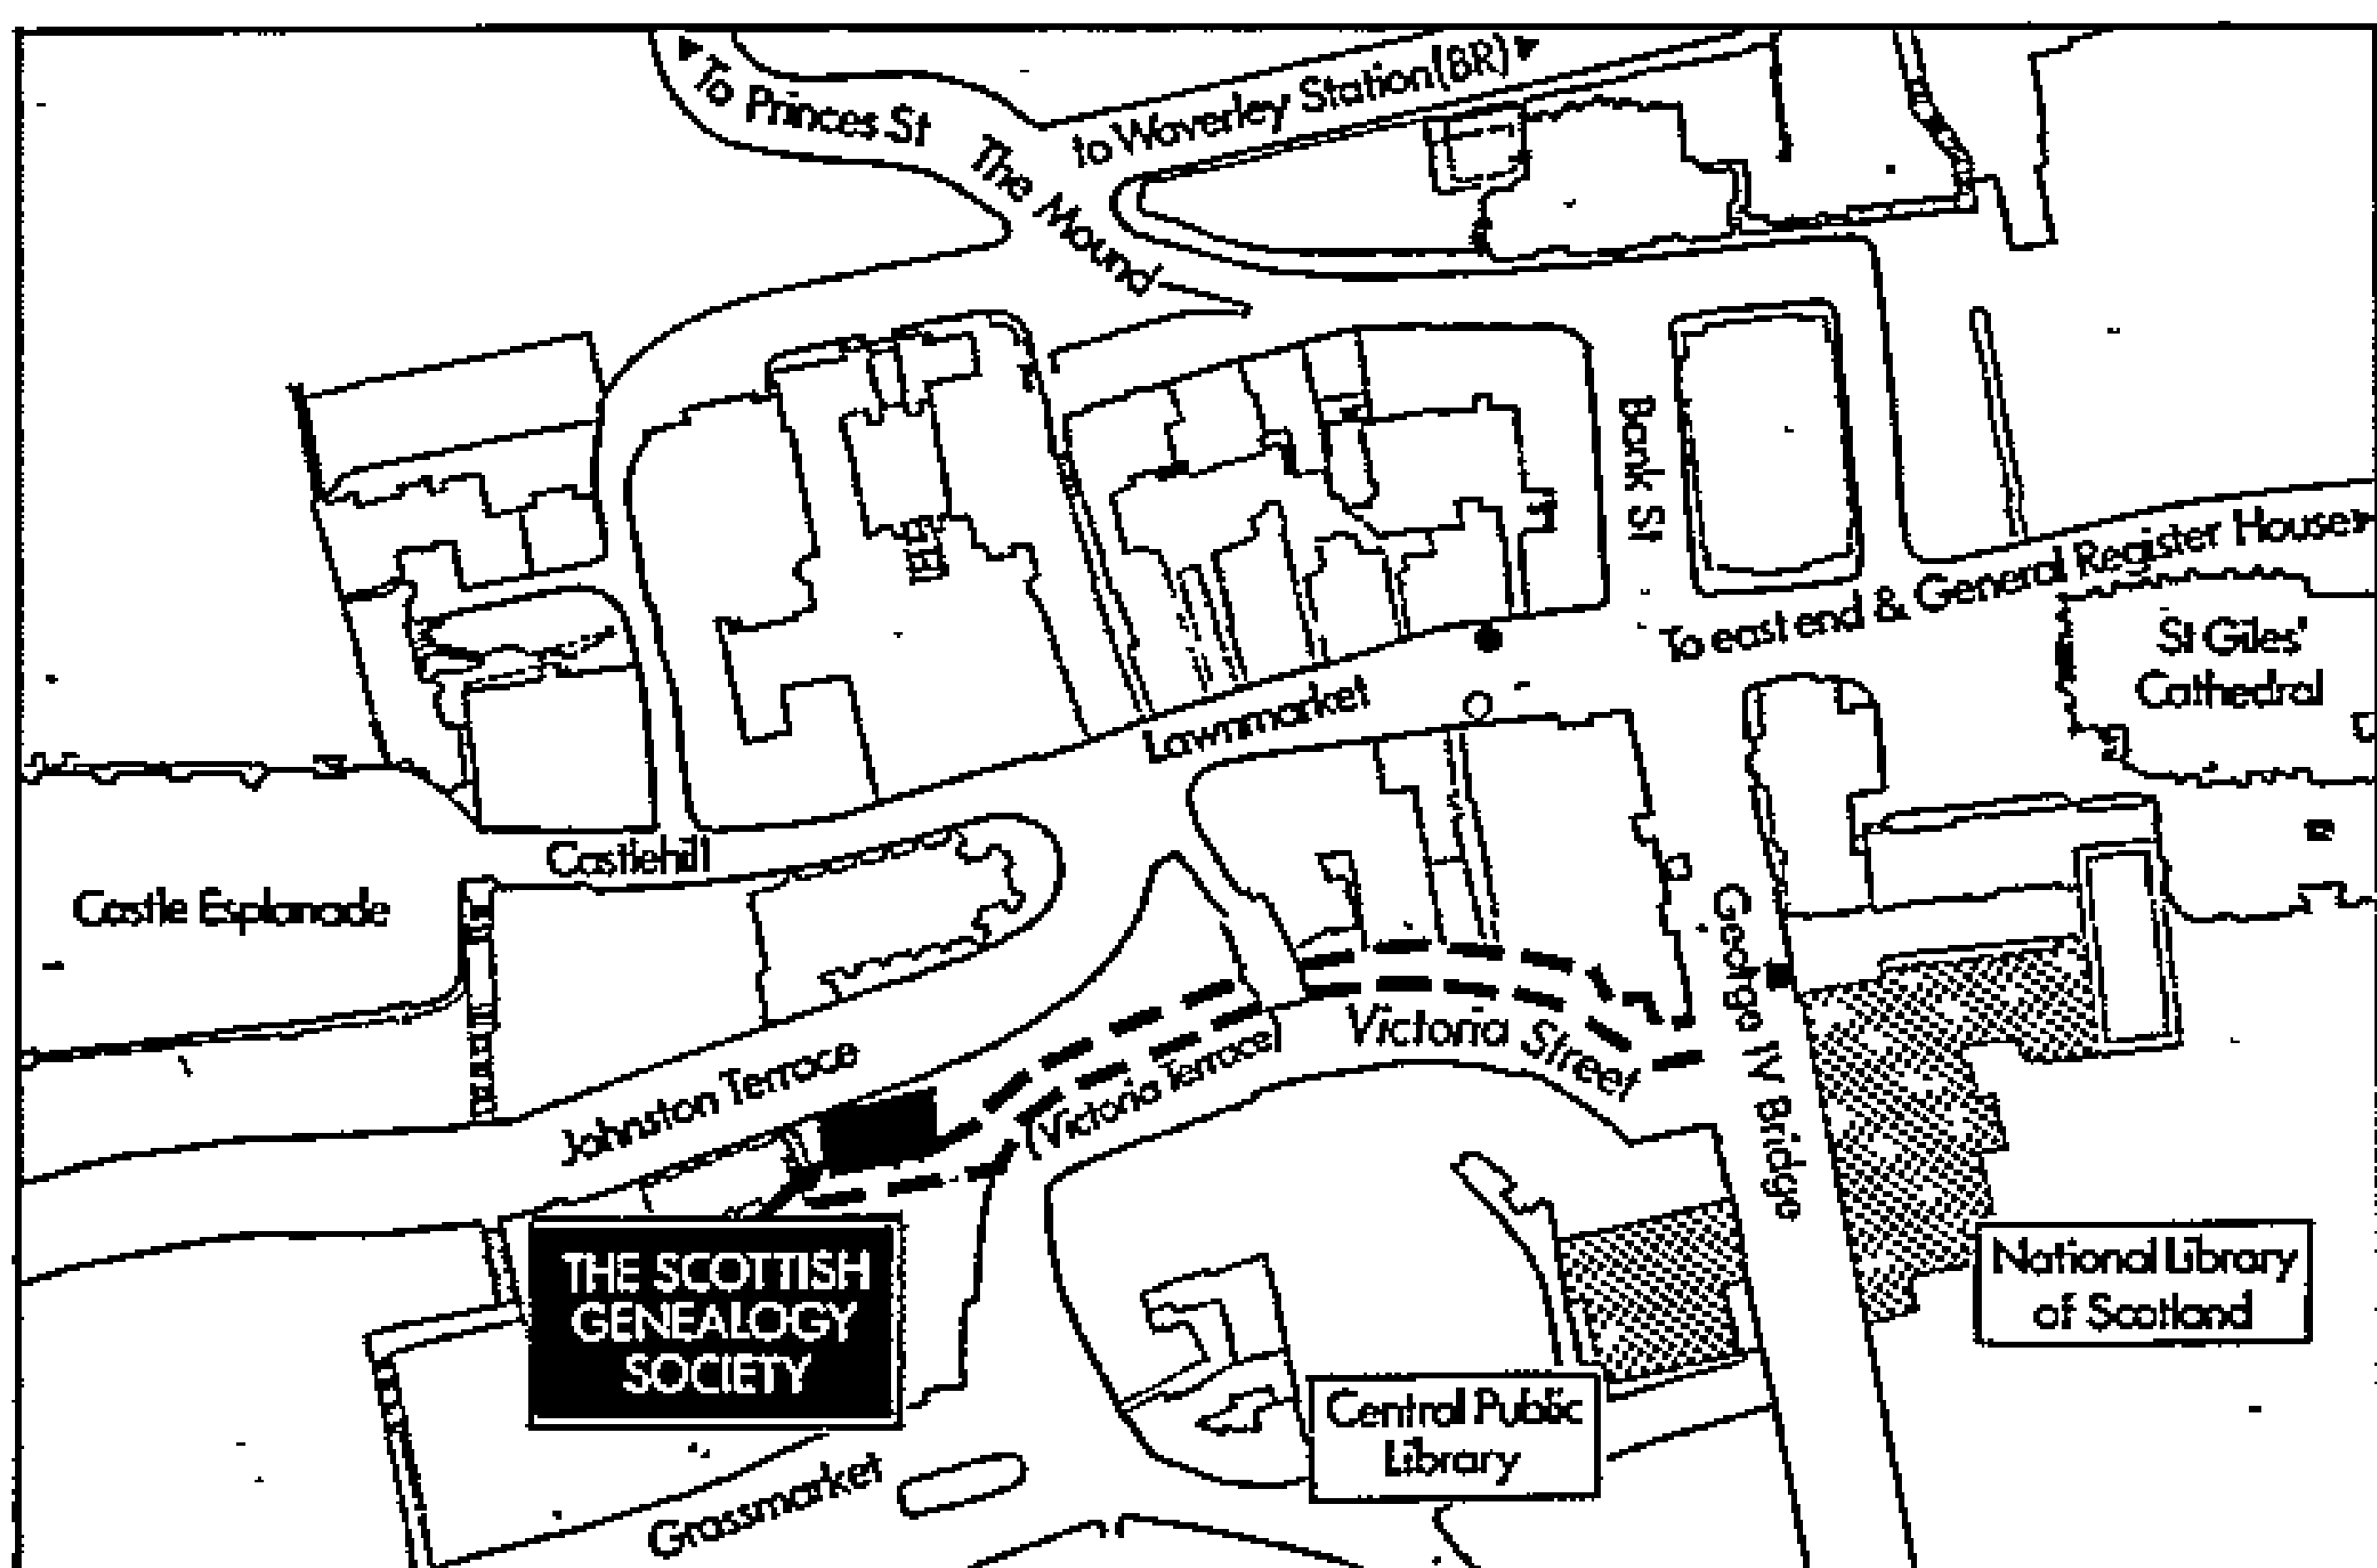 To Princes St
The Mound
to Waverley Station (BR)
Bank St
To east end & General Register House
St Giles'
Cathedral
Lawnmarket
Castlehill
Castle Esplanade
George IV Bridge
Victoria Street
(Victoria Terrace)
Johnston Terrace
THE SCOTTISH
GENEALOGY
SOCIETY
National Library
of Scotland
Central Public
Library
Grassmarket